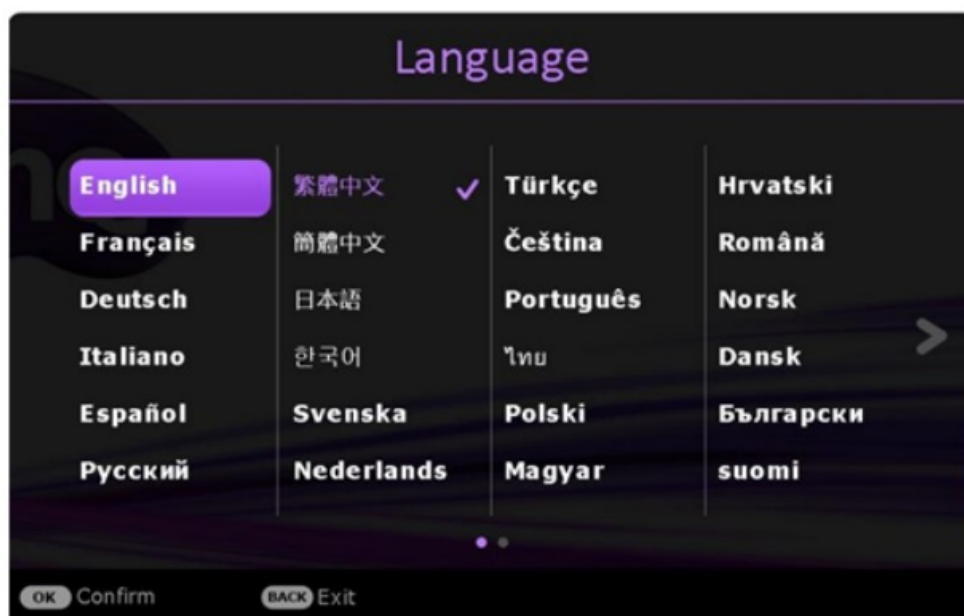 Language
English
Français
Deutsch
Italiano
Español
Русский
繁體中文
簡體中文
日本語
한국어
Svenska
Nederlands
Türkçe
Čeština
Português
ไทย
Polski
Magyar
Hrvatski
Română
Norsk
Dansk
Български
suomi
OK Confirm
BACK Exit